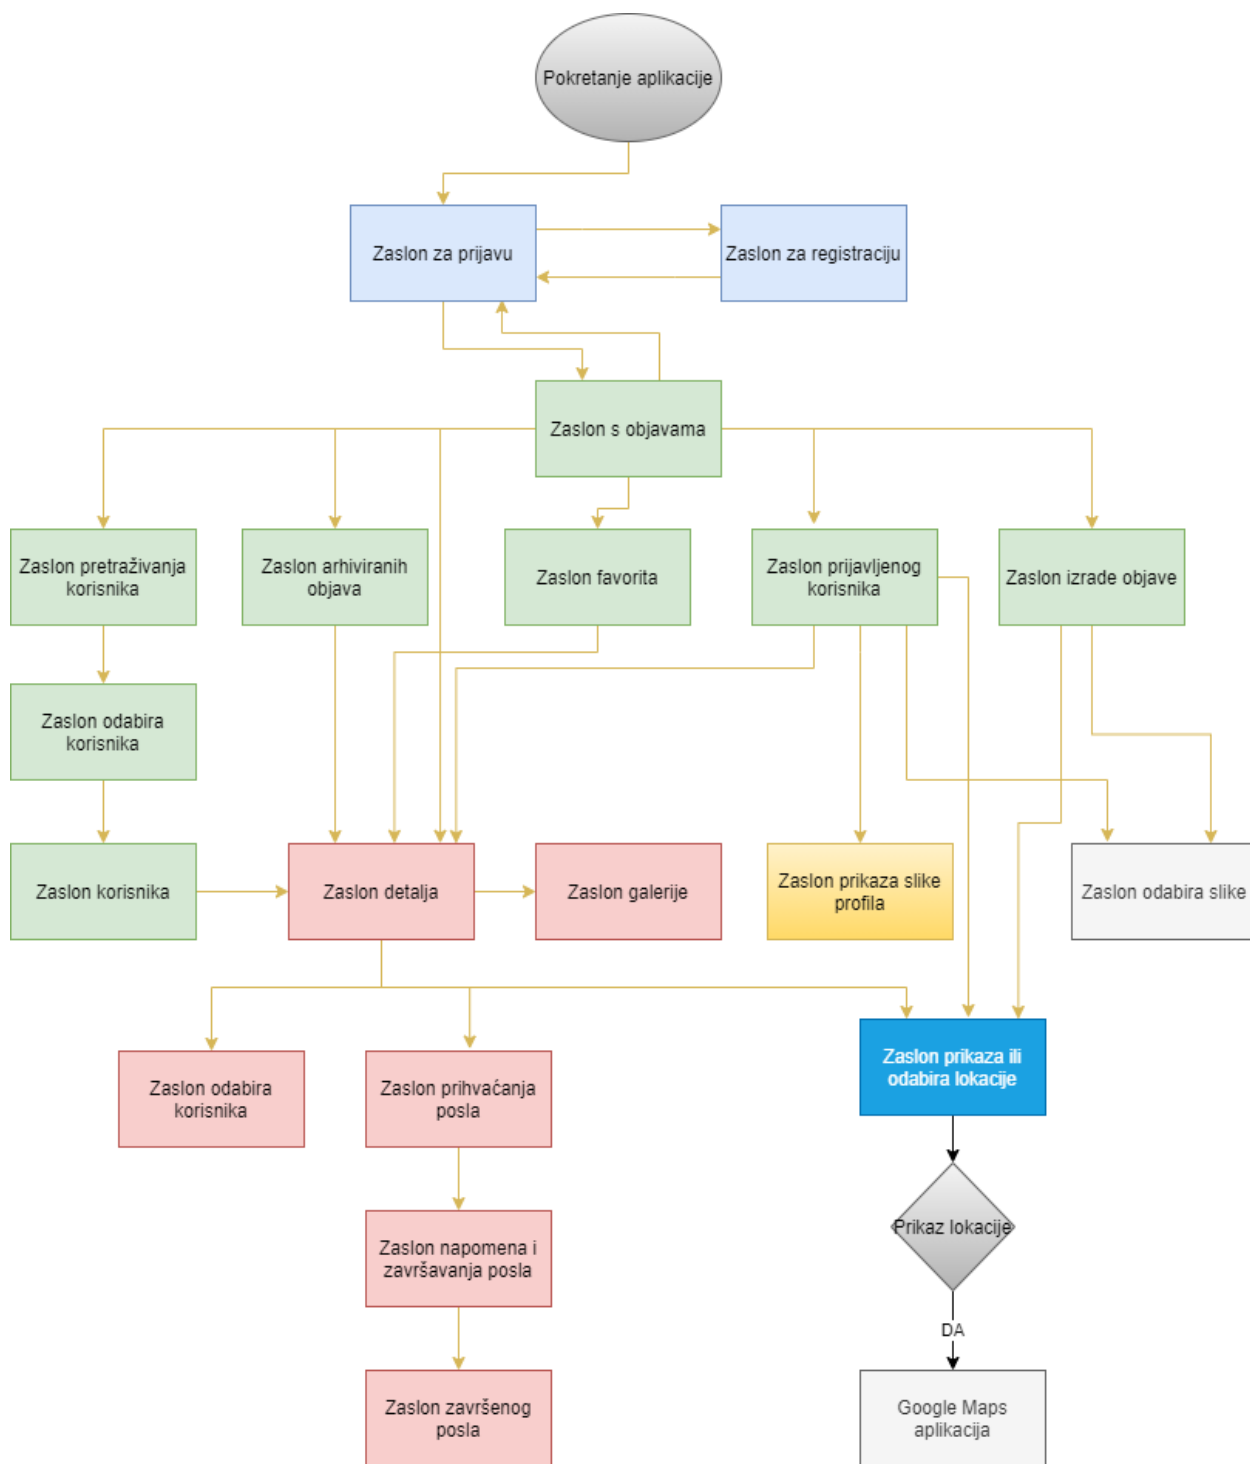 Pokretanje aplikacije
Zaslon za prijavu
Zaslon za registraciju
Zaslon s objavama
Zaslon pretraživanja
korisnika
Zaslon arhiviranih
objava
Zaslon favorita
Zaslon prijavljenog
korisnika
Zaslon izrade objave
Zaslon odabira
korisnika
Zaslon korisnika
Zaslon detalja
Zaslon galerije
Zaslon prikaza slike
profila
Zaslon odabira slike
Zaslon odabira
korisnika
Zaslon prihvaćanja
posla
Zaslon prikaza ili
odabira lokacije
Zaslon napomena i
završavanja posla
Prikaz lokacije
DA
Zaslon završenog
posla
Google Maps
aplikacija